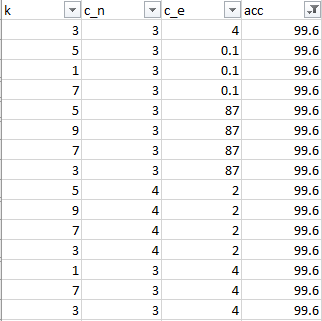 k c_n c_e acc
3 3 4 99.6
5 3 0.1 99.6
1 3 0.1 99.6
7 3 0.1 99.6
5 3 87 99.6
9 3 87 99.6
7 3 87 99.6
3 3 87 99.6
5 4 2 99.6
9 4 2 99.6
7 4 2 99.6
3 4 2 99.6
1 3 4 99.6
7 3 4 99.6
3 3 4 99.6